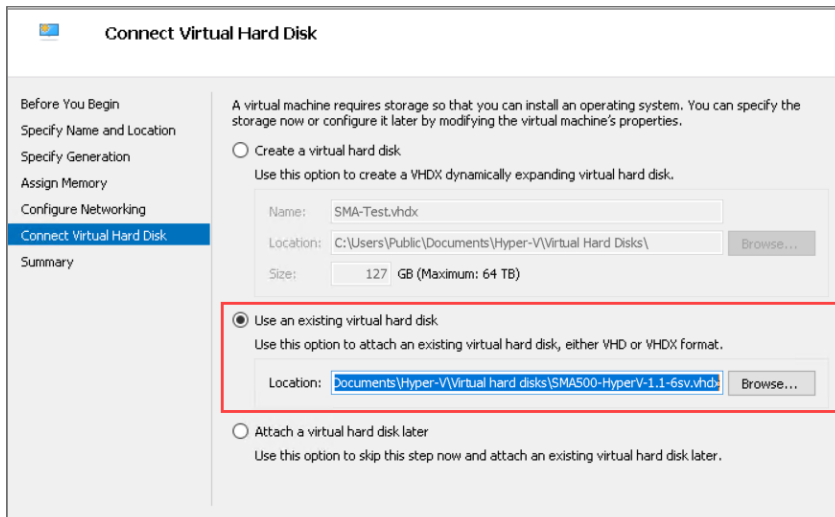 Connect Virtual Hard Disk
Before You Begin
Specify Name and Location
Specify Generation
Assign Memory
Configure Networking
Connect Virtual Hard Disk
Summary
A virtual machine requires storage so that you can install an operating system. You can specify the
storage now or configure it later by modifying the virtual machine's properties.
Create a virtual hard disk
Use this option to create a VHDX dynamically expanding virtual hard disk.
Name: SMA-Test.vhdx
Location: C:\Users\Public\Documents\Hyper-V\Virtual Hard Disks\ Browse...
Size: 127 GB (Maximum: 64 TB)
Use an existing virtual hard disk
Use this option to attach an existing virtual hard disk, either VHD or VHDX format.
Location: Documents\Hyper-V\Virtual hard disks\SMA500-HyperV-1.1-6sv.vhdx Browse...
Attach a virtual hard disk later
Use this option to skip this step now and attach an existing virtual hard disk later.